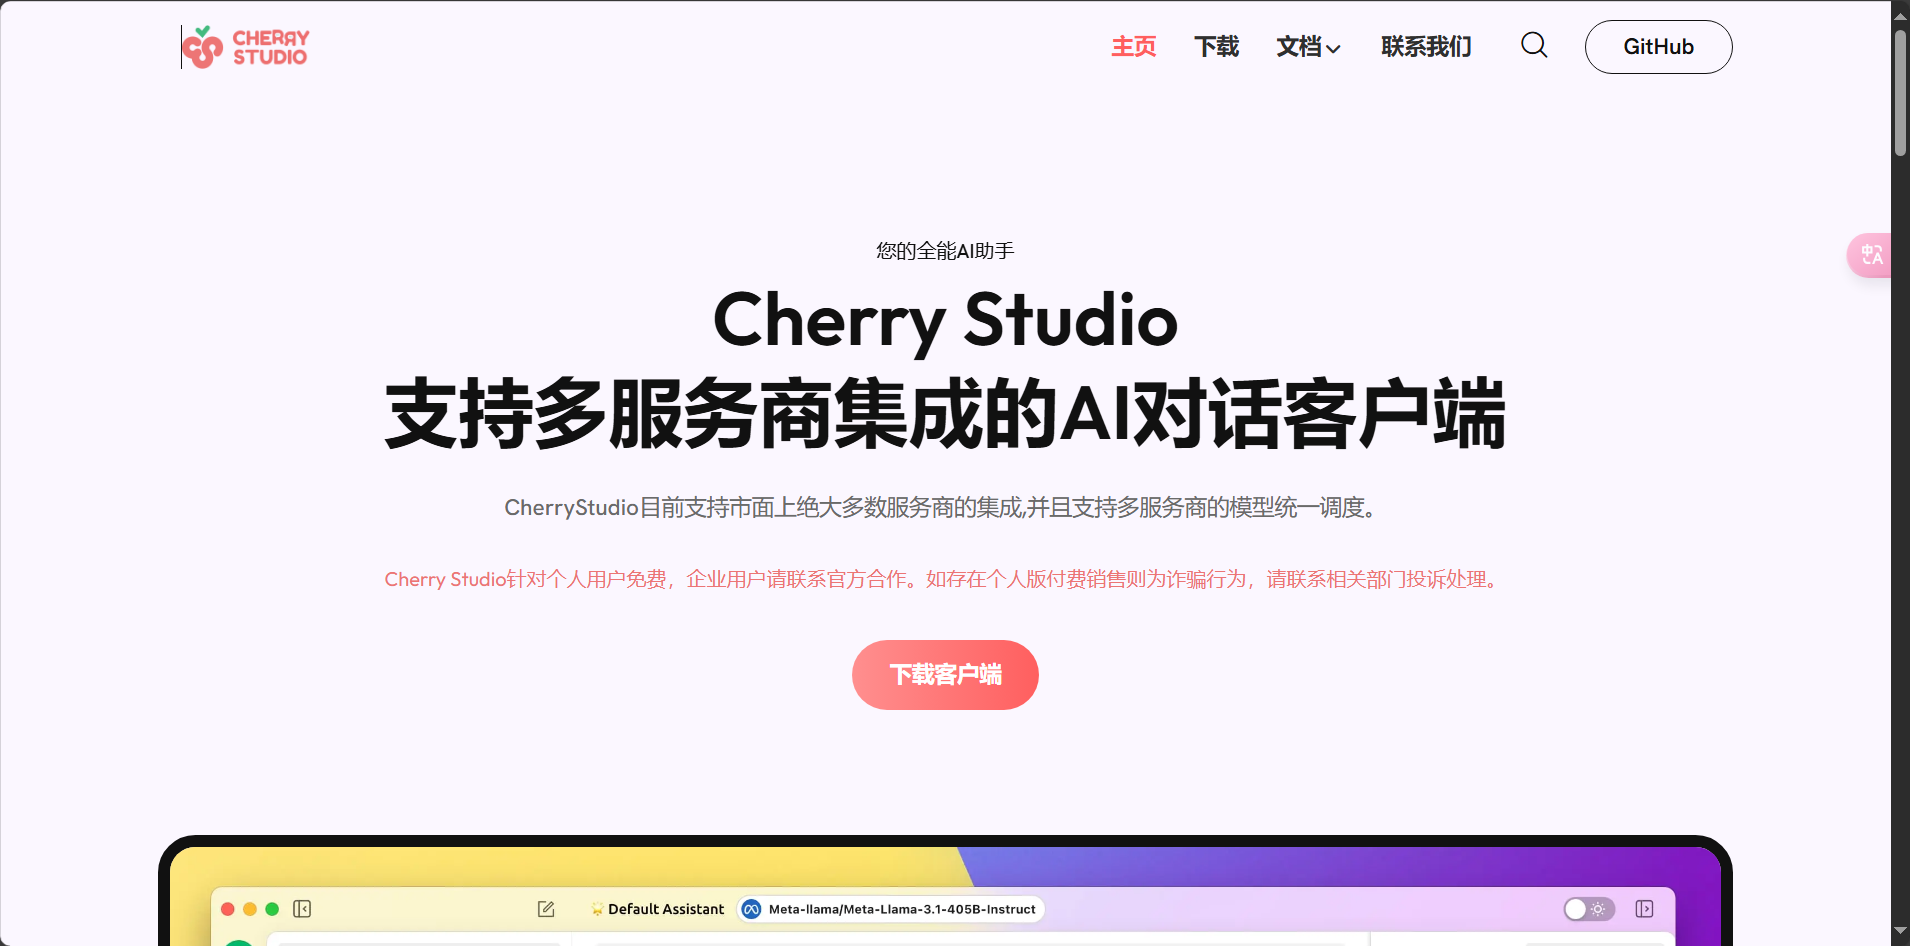 CHERRY
STUDIO
主页 下载 文档 联系我们 GitHub
中A
您的全能AI助手
Cherry Studio
支持多服务商集成的AI对话客户端
CherryStudio目前支持市面上绝大多数服务商的集成,并且支持多服务商的模型统一调度。
Cherry Studio针对个人用户免费，企业用户请联系官方合作。如存在个人版付费销售则为诈骗行为，请联系相关部门投诉处理。
下载客户端
Default Assistant Meta-llama/Meta-Llama-3.1-405B-Instruct